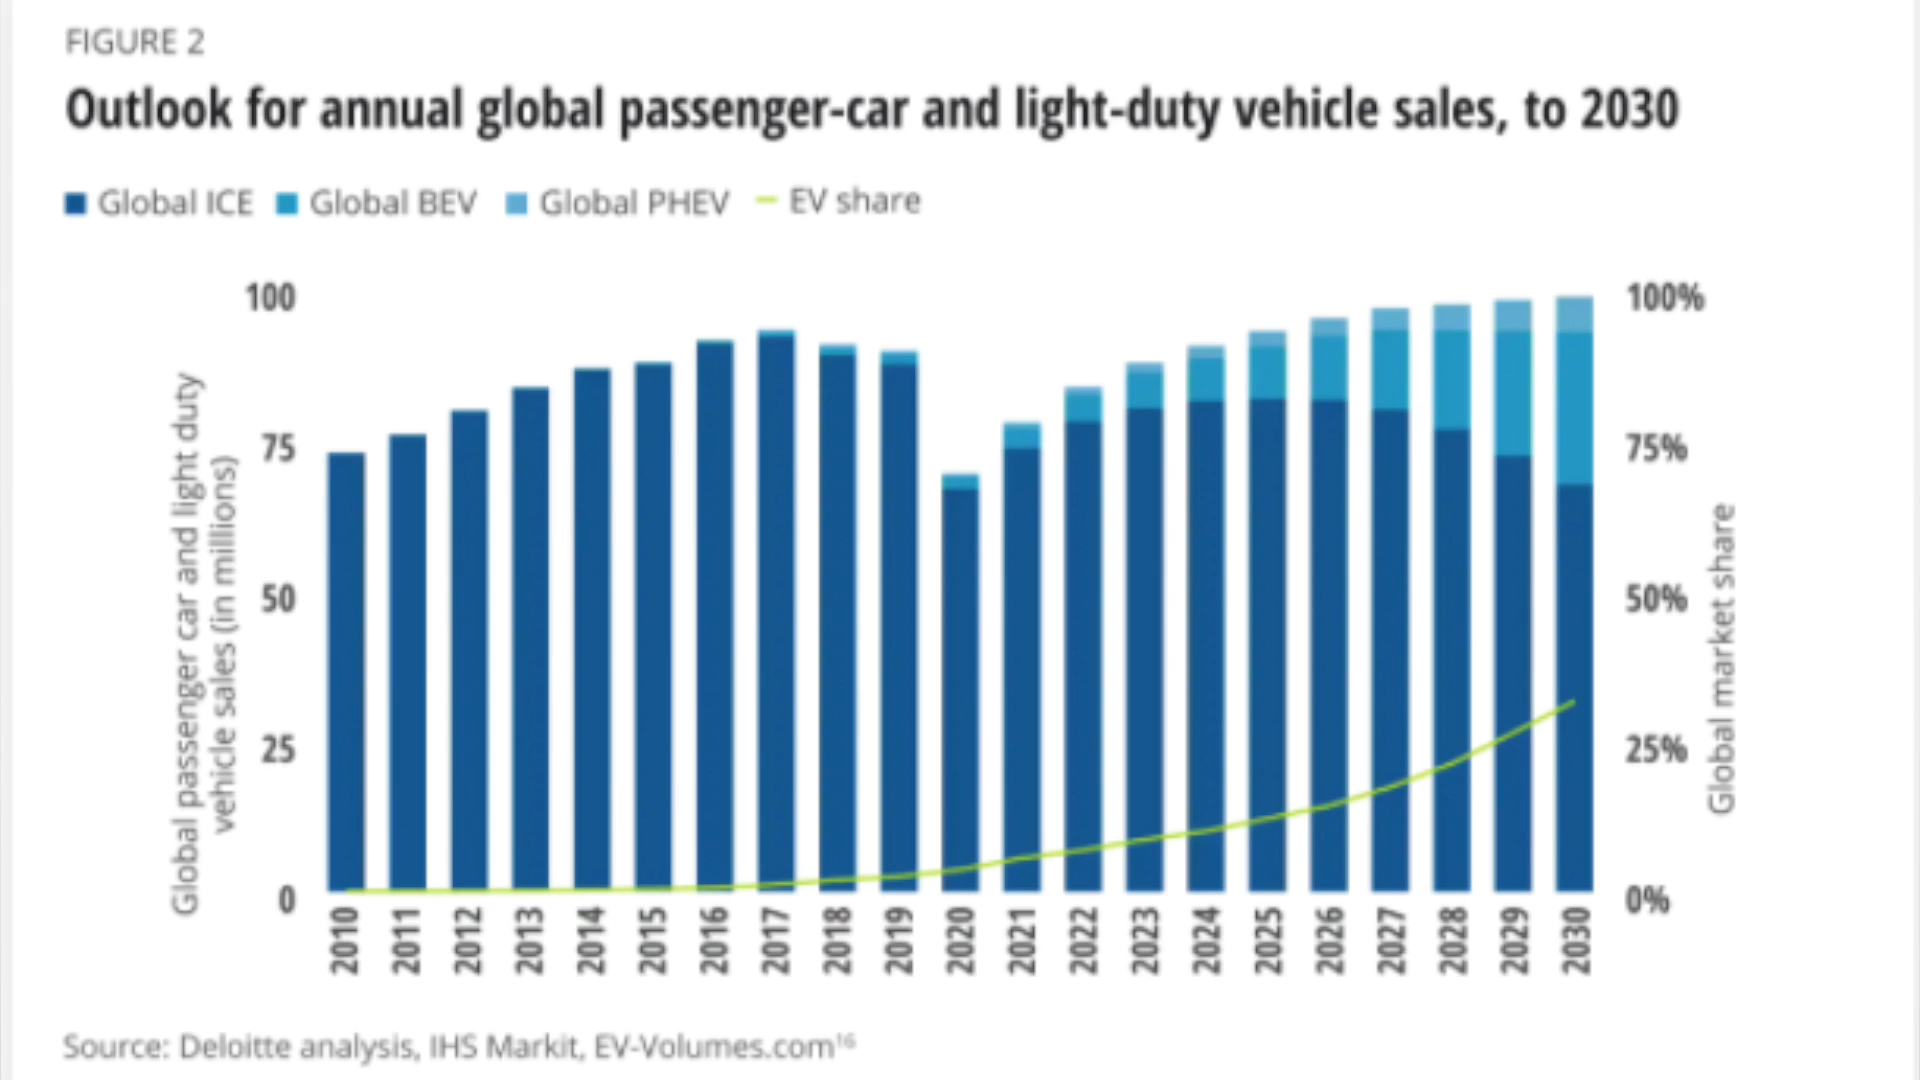 FIGURE 2
Outlook for annual global passenger-car and light-duty vehicle sales, to 2030
Global ICE Global BEV Global PHEV EV share
Global passenger car and light duty
vehicle sales (in millions)
100
75
50
25
0
100%
75%
50%
25%
0%
Global market share
2010 2011 2012 2013 2014 2015 2016 2017 2018 2019 2020 2021 2022 2023 2024 2025 2026 2027 2028 2029 2030
Source: Deloitte analysis, IHS Markit, EV-Volumes.com¹⁶